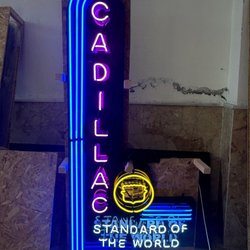 CADILLAC
STANDARD OF
THE WORLD